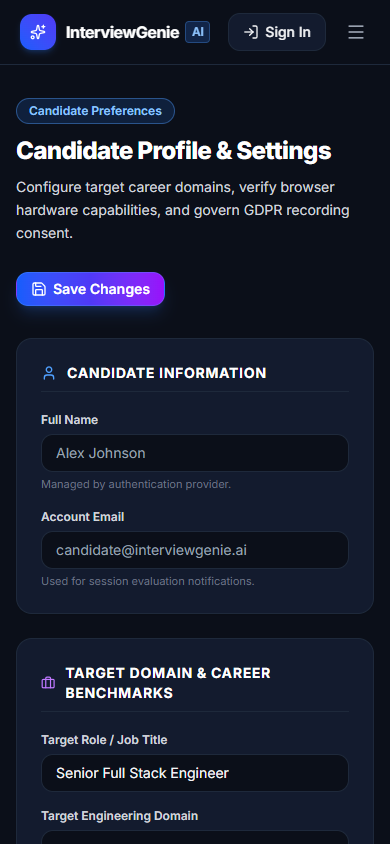 InterviewGenie AI
Sign In
Candidate Preferences
Candidate Profile & Settings
Configure target career domains, verify browser
hardware capabilities, and govern GDPR recording
consent.
Save Changes
CANDIDATE INFORMATION
Full Name
Alex Johnson
Managed by authentication provider.
Account Email
candidate@interviewgenie.ai
Used for session evaluation notifications.
TARGET DOMAIN & CAREER
BENCHMARKS
Target Role / Job Title
Senior Full Stack Engineer
Target Engineering Domain